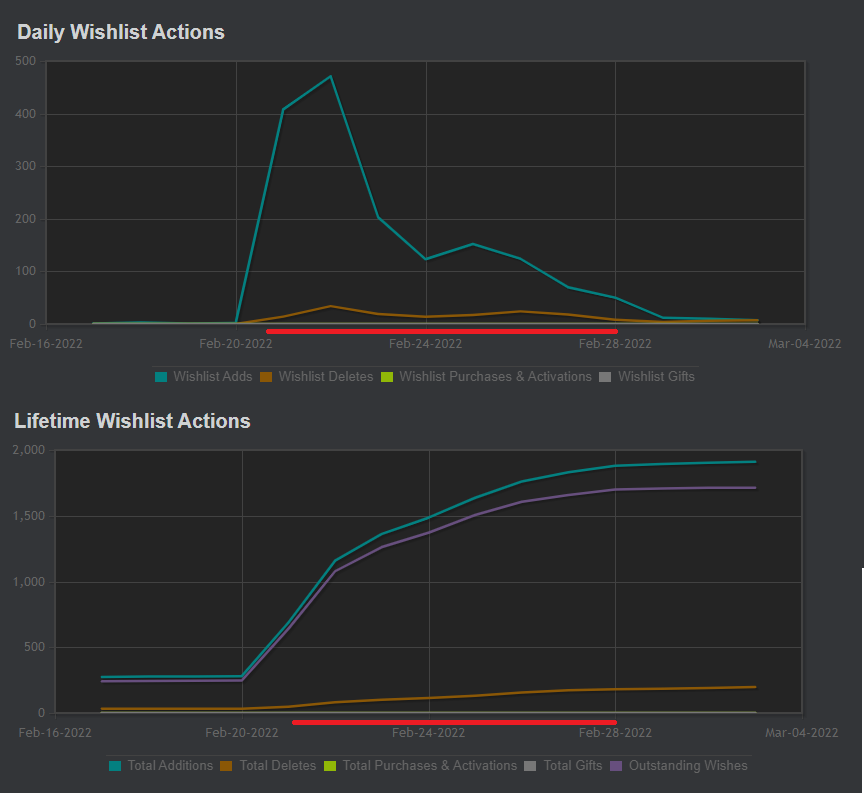 Daily Wishlist Actions
500
400
300
200
100
0
Feb-16-2022 Feb-20-2022 Feb-24-2022 Feb-28-2022 Mar-04-2022
Wishlist Adds Wishlist Deletes Wishlist Purchases & Activations Wishlist Gifts
Lifetime Wishlist Actions
2,000
1,500
1,000
500
0
Feb-16-2022 Feb-20-2022 Feb-24-2022 Feb-28-2022 Mar-04-2022
Total Additions Total Deletes Total Purchases & Activations Total Gifts Outstanding Wishes